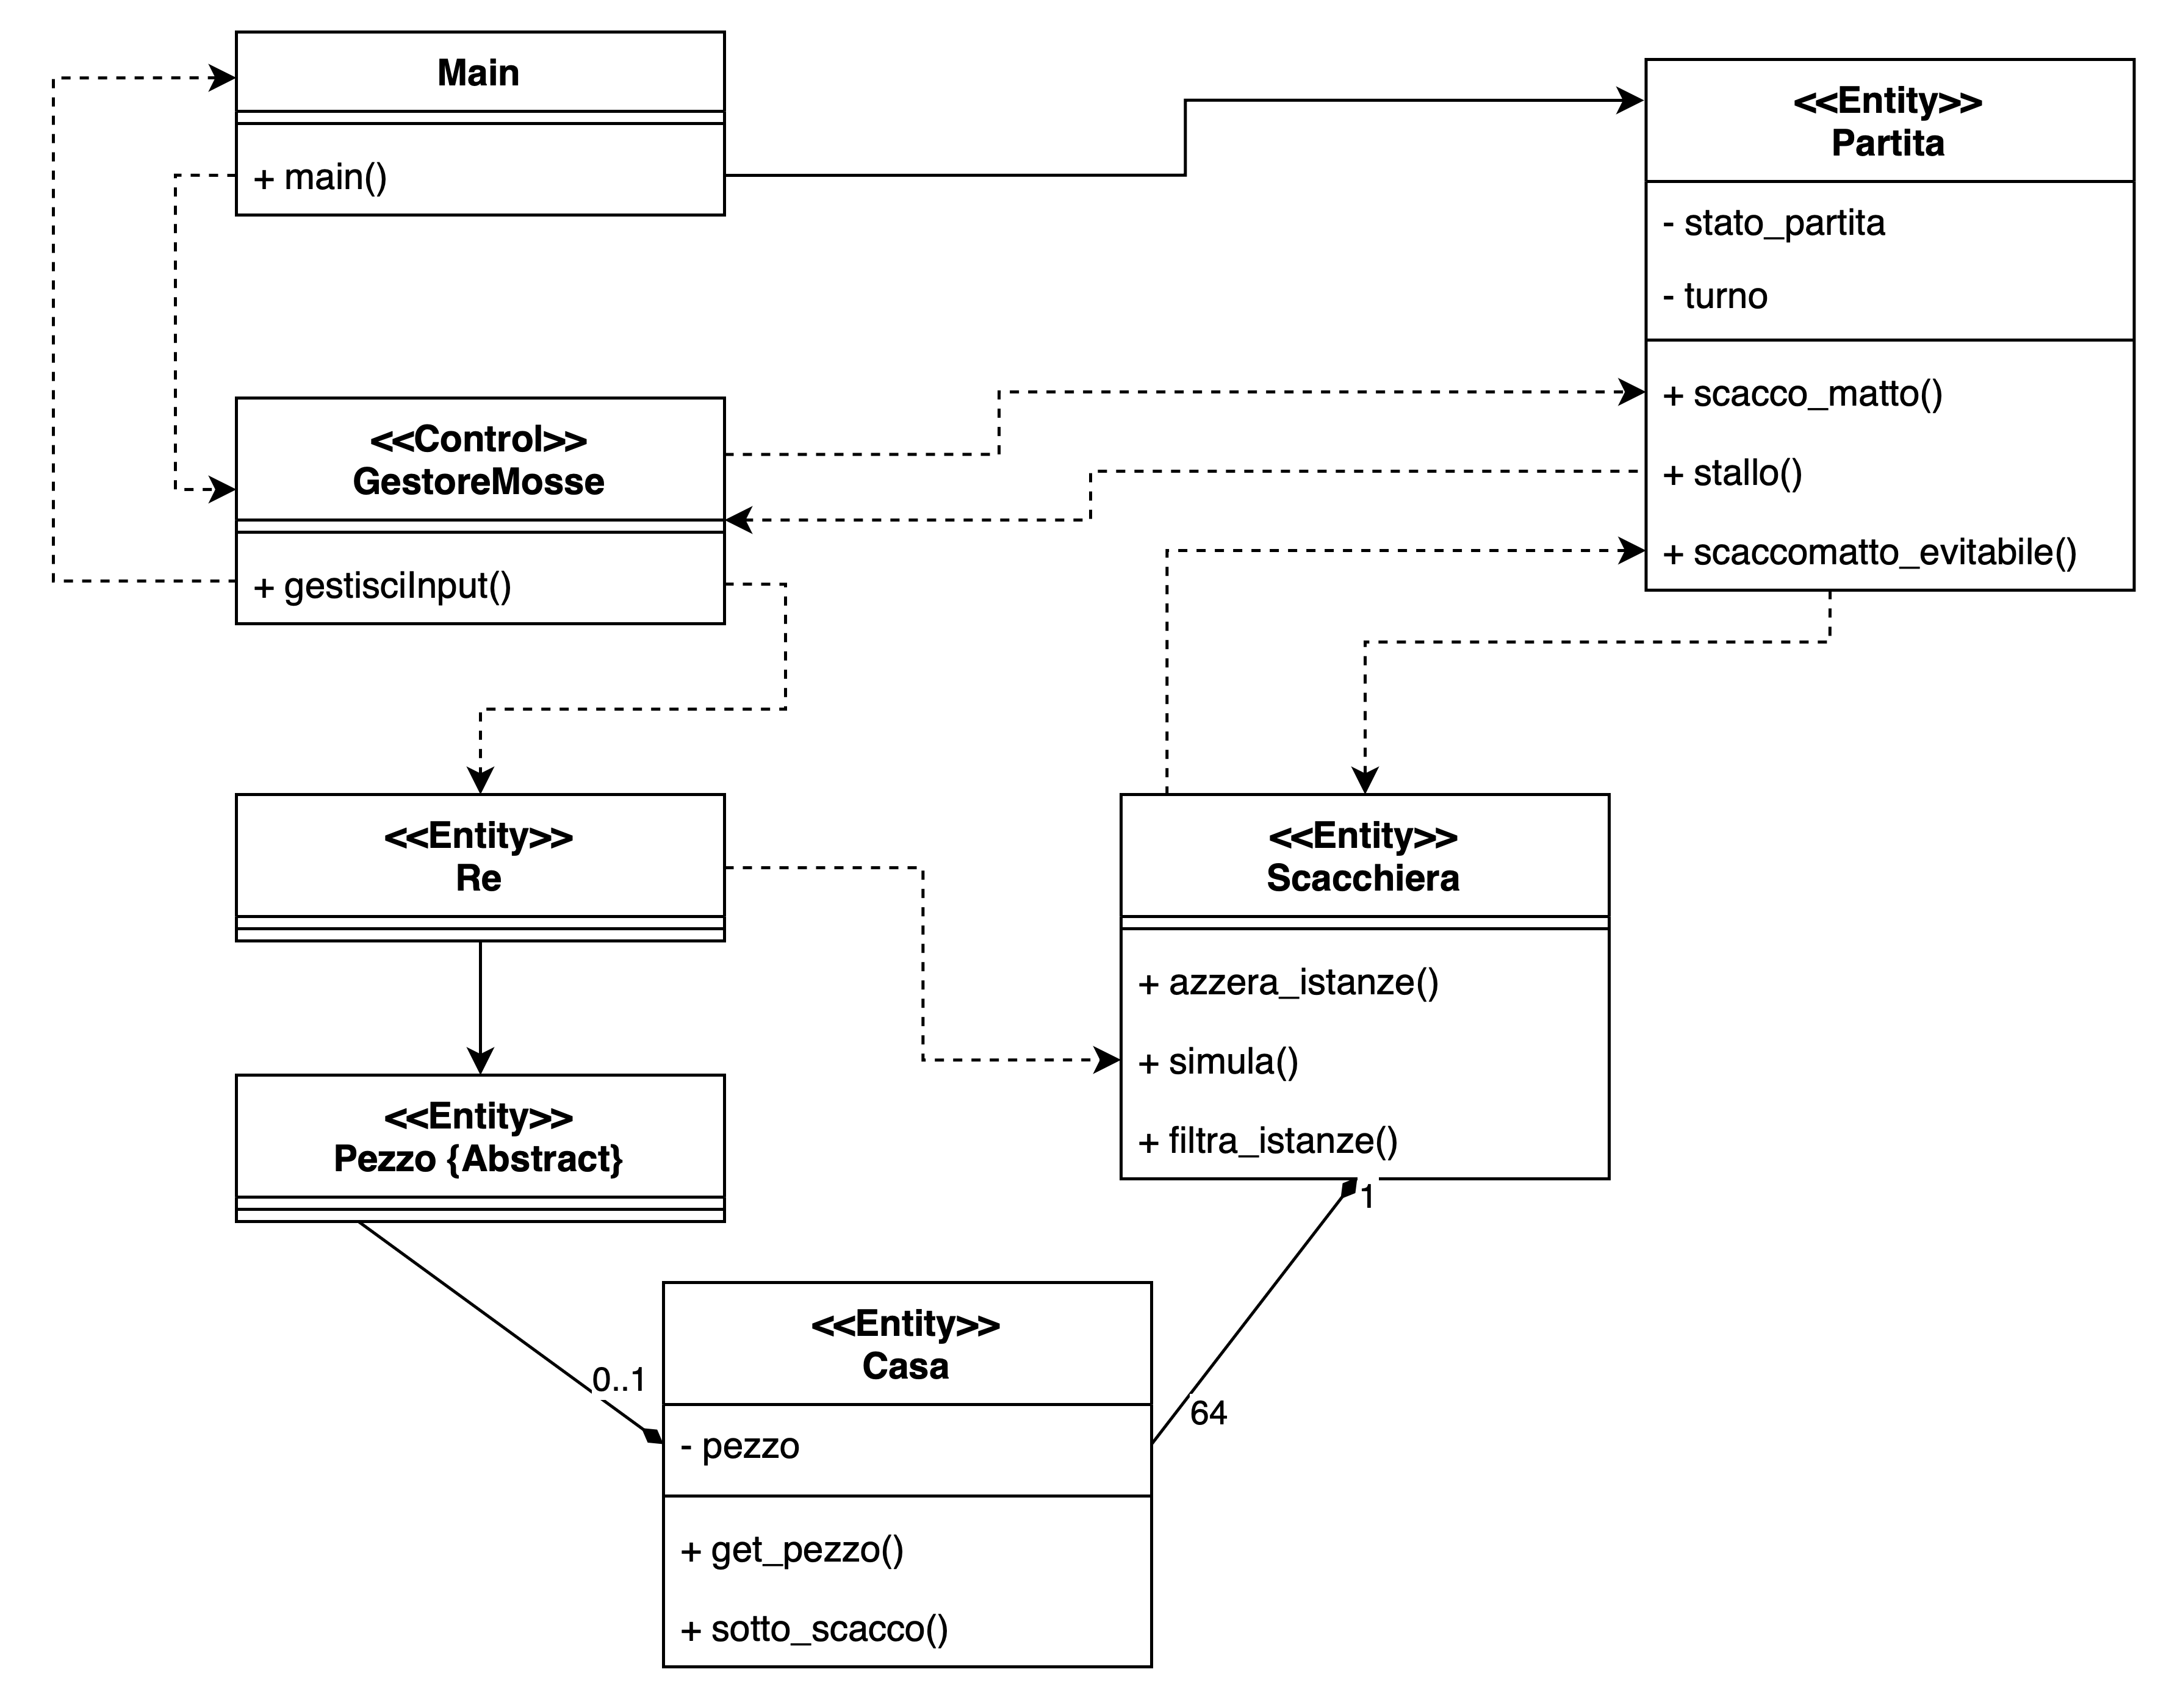 Main
+ main()
<<Entity>>
Partita
- stato_partita
- turno
+ scacco_matto()
+ stallo()
+ scaccomatto_evitabile()
<<Control>>
GestoreMosse
+ gestisciInput()
<<Entity>>
Re
<<Entity>>
Scacchiera
+ azzera_istanze()
+ simula()
+ filtra_istanze()
1
<<Entity>>
Pezzo {Abstract}
0..1
64
<<Entity>>
Casa
- pezzo
+ get_pezzo()
+ sotto_scacco()